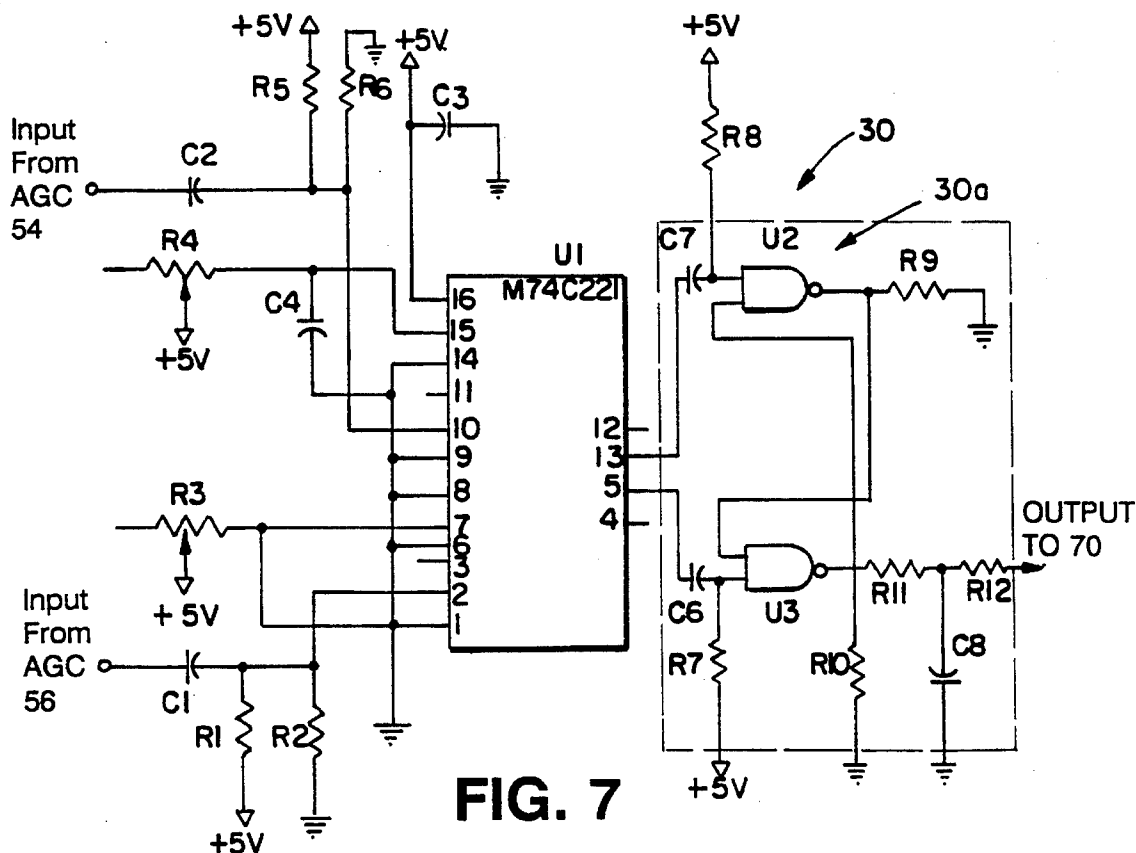 +5V
+5V
+5V
R5
R6
C3
R8
30
Input
From
AGC
54
C2
30a
R4
C4
+5V
U1
M74C221
16
15
14
11
10
9
8
7
6
3
2
1
12
13
5
4
C7
U2
R9
R3
+5V
Input
From
AGC
56
C1
R1
R2
+5V
C6
U3
R7
+5V
R10
R11
R12
C8
OUTPUT
TO 70
FIG. 7